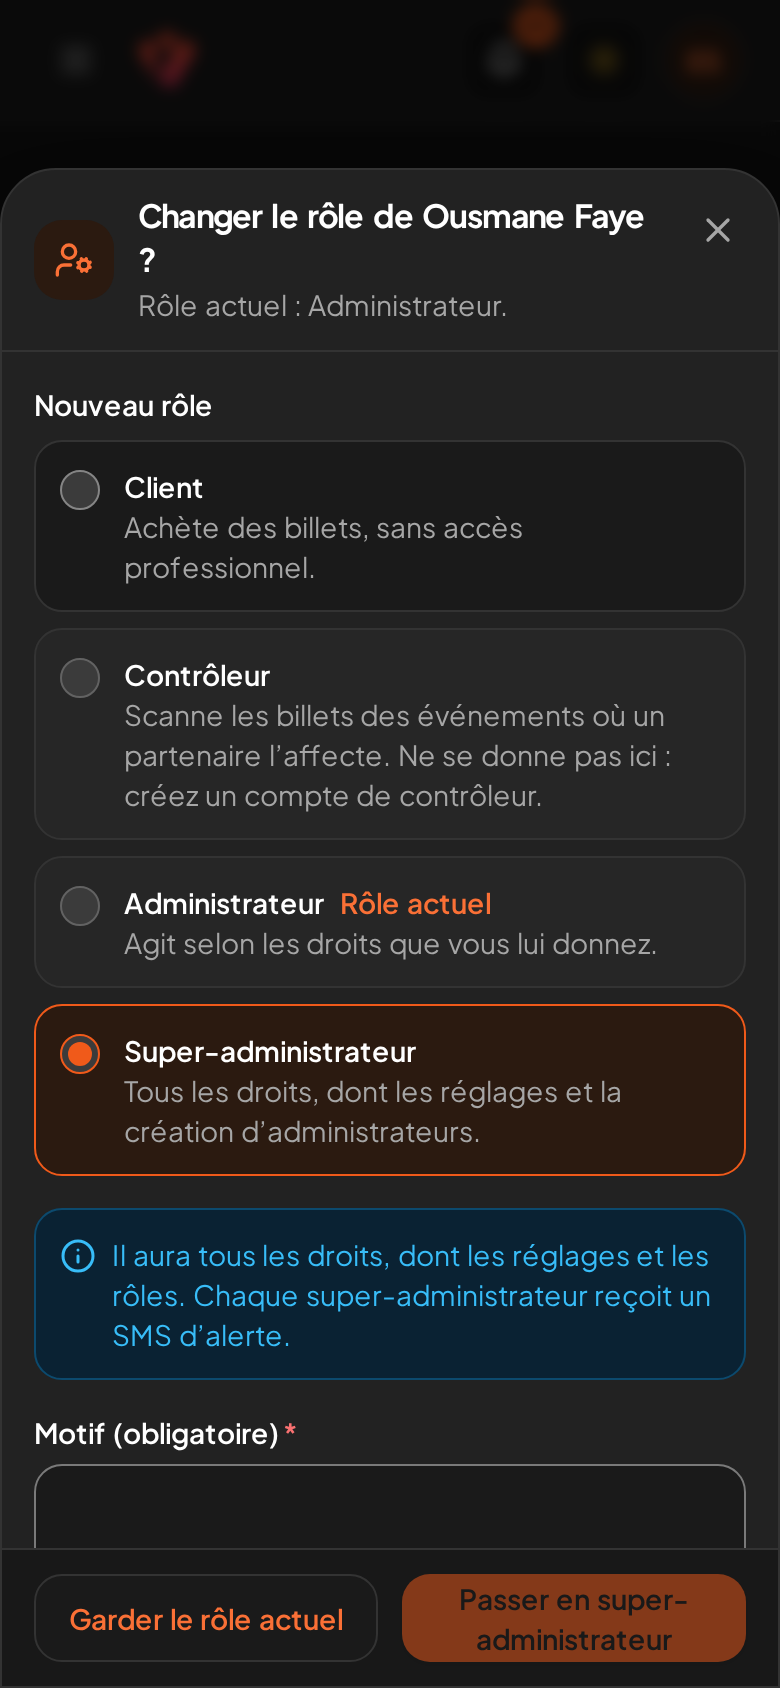 Changer le rôle de Ousmane Faye
?
Rôle actuel : Administrateur.
Nouveau rôle
Client
Achète des billets, sans accès
professionnel.
Contrôleur
Scanne les billets des événements où un
partenaire l’affecte. Ne se donne pas ici :
créez un compte de contrôleur.
Administrateur Rôle actuel
Agit selon les droits que vous lui donnez.
Super-administrateur
Tous les droits, dont les réglages et la
création d’administrateurs.
Il aura tous les droits, dont les réglages et les
rôles. Chaque super-administrateur reçoit un
SMS d’alerte.
Motif (obligatoire) *
Garder le rôle actuel
Passer en super-
administrateur